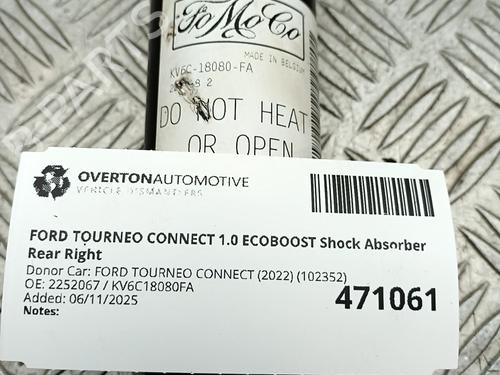 FoMoCo
MADE IN BELGIUM
KV6C-18080-FA
DO NOT HEAT
OR OPEN
OVERTONAUTOMOTIVE
VEHICLE DISMANTLERS
FORD TOURNEO CONNECT 1.0 ECOBOOST Shock Absorber
Rear Right
Donor Car: FORD TOURNEO CONNECT (2022) (102352)
OE: 2252067 / KV6C18080FA
Added: 06/11/2025
471061
Notes: